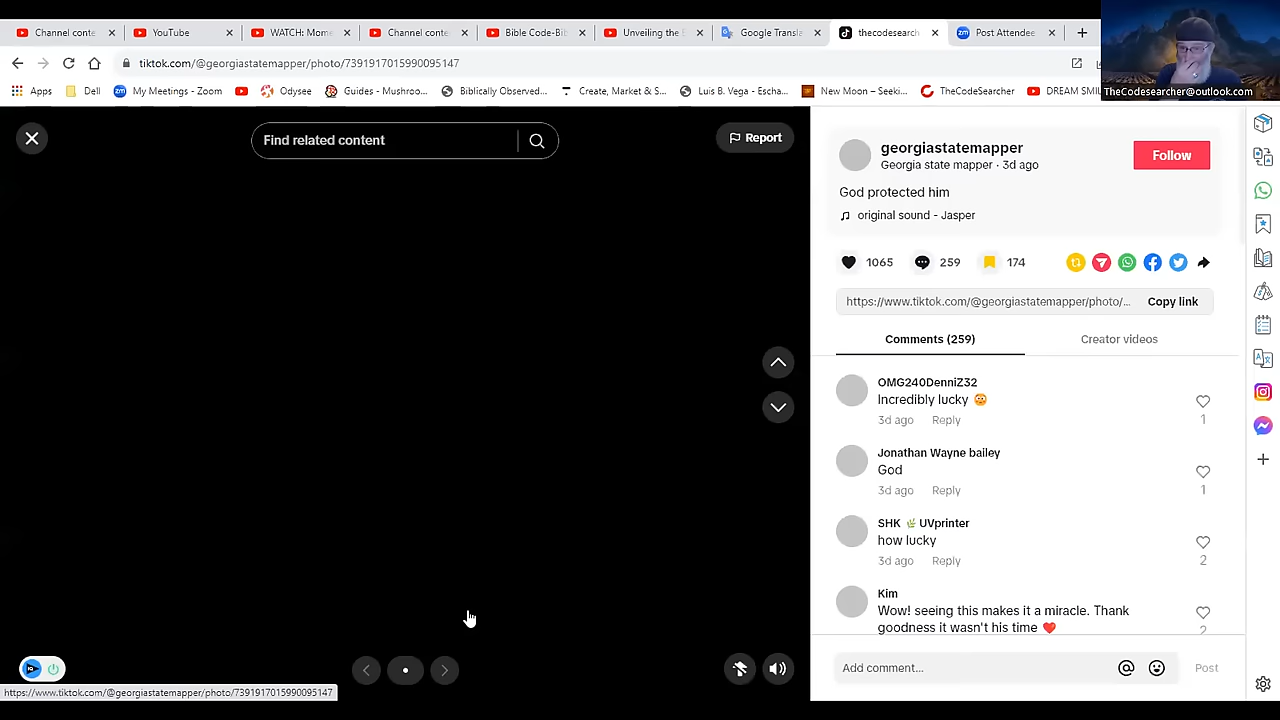 Channel conte
YouTube
WATCH: Mome
Channel conte
Bible Code-Bib
Unveiling the
Google Transla
thecodesearch
Post Attendee
tiktok.com/@georgiastatemapper/photo/7391917015990095147
Apps
Dell
My Meetings - Zoom
Odysee
Guides - Mushroo...
Biblically Observed...
Create, Market & S...
Luis B. Vega - Escha...
New Moon – Seeki...
TheCodeSearcher
DREAM SMI
TheCodesearcher@outlook.com
Find related content
Report
georgiastatemapper
Georgia state mapper · 3d ago
Follow
God protected him
original sound - Jasper
1065
259
174
https://www.tiktok.com/@georgiastatemapper/photo/...
Copy link
Comments (259)
Creator videos
OMG240DenniZ32
Incredibly lucky 😳
3d ago
Reply
1
Jonathan Wayne bailey
God
3d ago
Reply
1
SHK 🌿 UVprinter
how lucky
3d ago
Reply
2
Kim
Wow! seeing this makes it a miracle. Thank
goodness it wasn't his time ❤️
2
Add comment...
Post
https://www.tiktok.com/@georgiastatemapper/photo/7391917015990095147